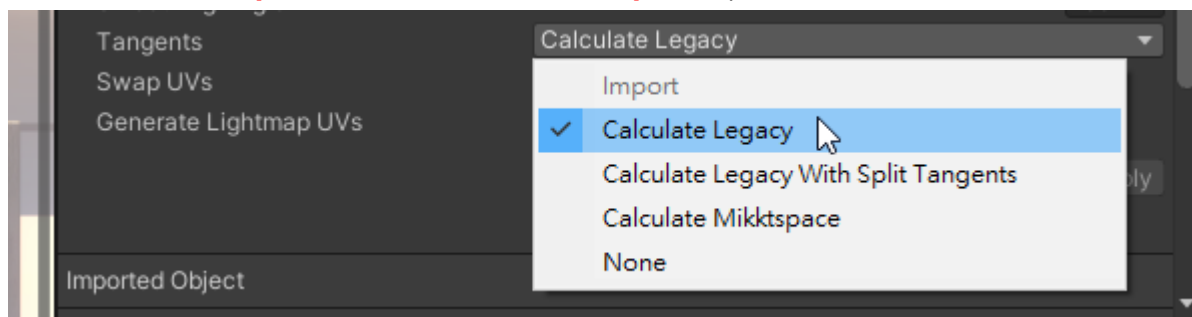 Tangents
Calculate Legacy
Swap UVs
Import
Generate Lightmap UVs
Calculate Legacy
Calculate Legacy With Split Tangents
Calculate Mikktspace
None
Imported Object